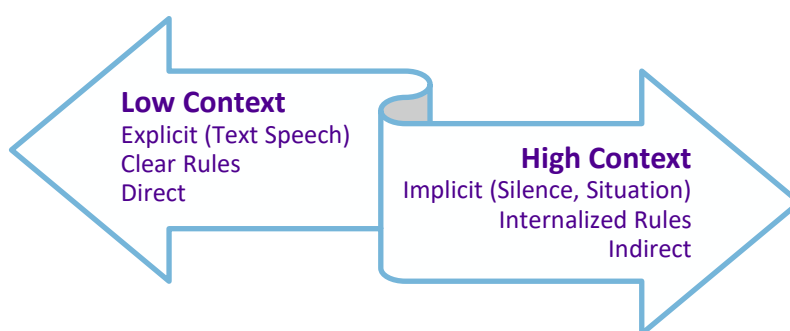 Low Context
Explicit (Text Speech)
Clear Rules
Direct
High Context
Implicit (Silence, Situation)
Internalized Rules
Indirect